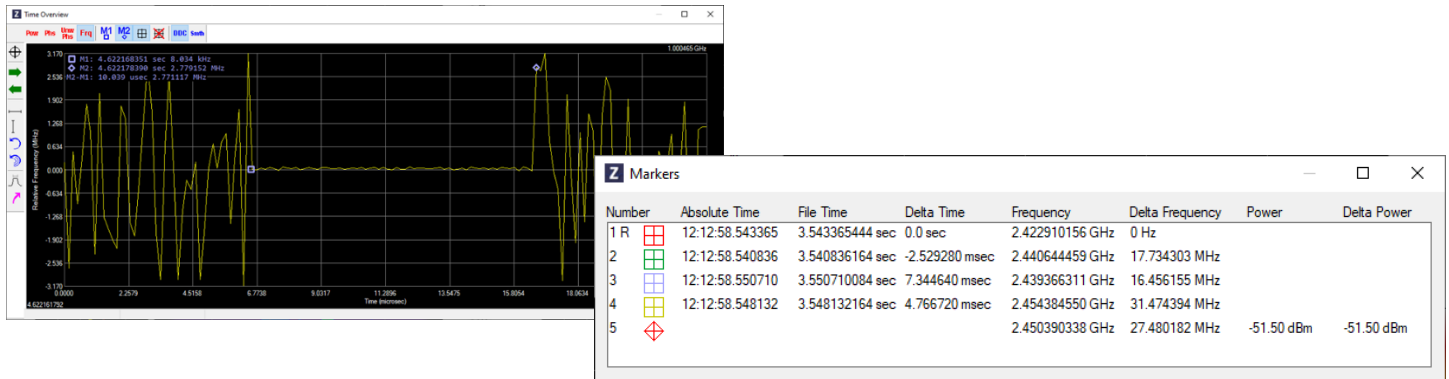 Z Time Overview
Pow Phs Unw Phs Frq M1 M2 DDC Smth
1.000465 GHz
M1: 4.622168351 sec 8.034 kHz
M2: 4.622178390 sec 2.779152 MHz
M2-M1: 10.039 usec 2.771117 MHz
3.170
2.536
1.902
1.268
0.634
0.000
-0.634
-1.268
-1.902
-2.536
-3.170
Relative Frequency (MHz)
0.0000 2.2579 4.5158 6.7738 9.0317 11.2896 13.5475 15.8054 18.0634
4.622161792
Time (microsec)
Z Markers
Number Absolute Time File Time Delta Time Frequency Delta Frequency Power Delta Power
1 R 12:12:58.543365 3.543365444 sec 0.0 sec 2.422910156 GHz 0 Hz
2 12:12:58.540836 3.540836164 sec -2.529280 msec 2.440644459 GHz 17.734303 MHz
3 12:12:58.550710 3.550710084 sec 7.344640 msec 2.439366311 GHz 16.456155 MHz
4 12:12:58.548132 3.548132164 sec 4.766720 msec 2.454384550 GHz 31.474394 MHz
5 2.450390338 GHz 27.480182 MHz -51.50 dBm -51.50 dBm